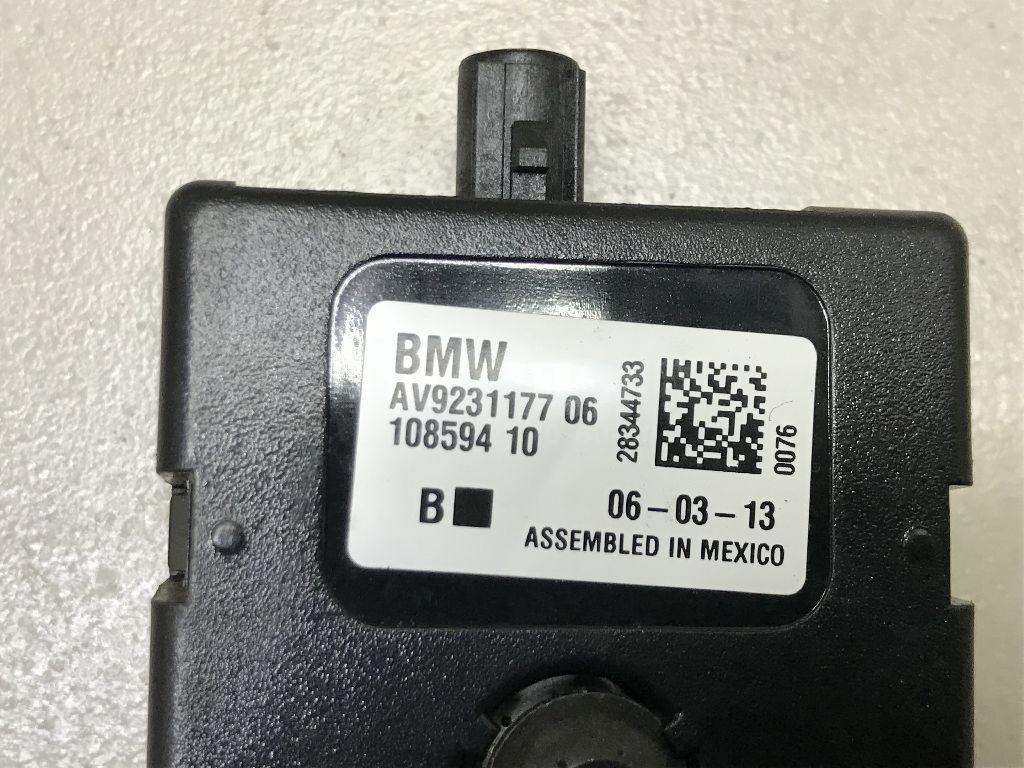 BMW
AV9231177 06
108594 10
28344733
0076
B
06-03-13
ASSEMBLED IN MEXICO